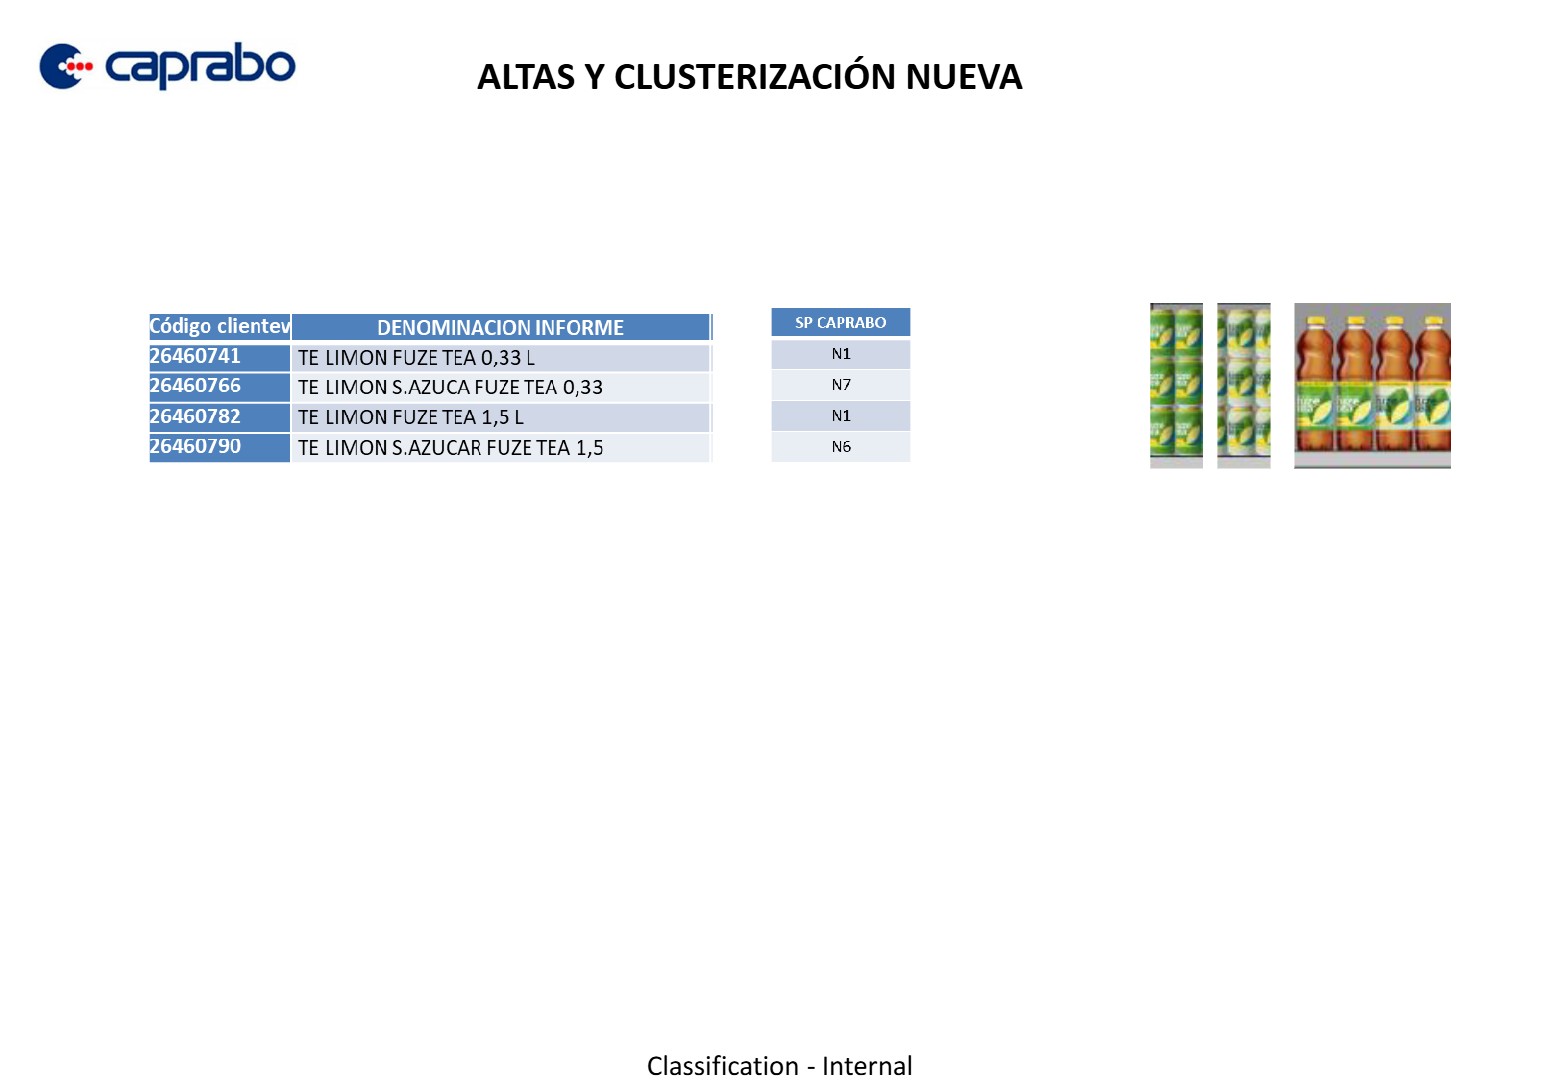 caprabo
ALTAS Y CLUSTERIZACIÓN NUEVA
Código clientev DENOMINACION INFORME SP CAPRABO
26460741 TE LIMON FUZE TEA 0,33 L N1
26460766 TE LIMON S.AZUCA FUZE TEA 0,33 N7
26460782 TE LIMON FUZE TEA 1,5 L N1
26460790 TE LIMON S.AZUCAR FUZE TEA 1,5 N6
Classification - Internal